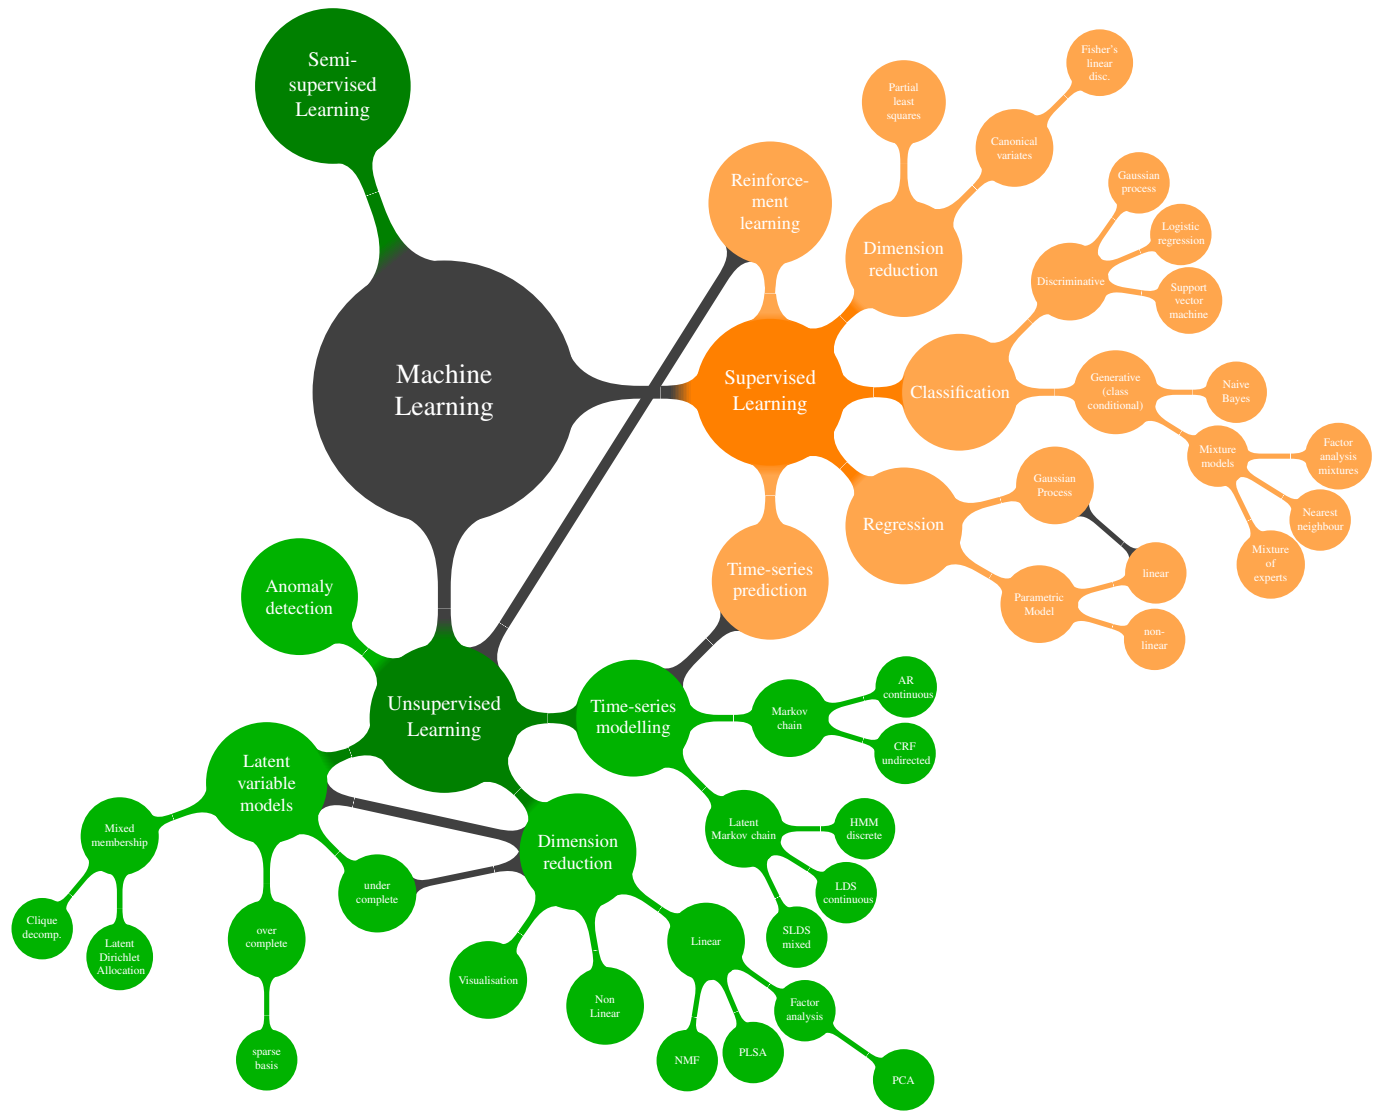 Semi-
supervised
Learning
Machine
Learning
Reinforce-
ment
learning
Partial
least
squares
Fisher's
linear
disc.
Canonical
variates
Dimension
reduction
Gaussian
process
Logistic
regression
Discriminative
Support
vector
machine
Supervised
Learning
Classification
Generative
(class
conditional)
Naive
Bayes
Mixture
models
Factor
analysis
mixtures
Nearest
neighbour
Mixture
of
experts
Regression
Gaussian
Process
linear
Parametric
Model
non-
linear
Time-series
prediction
Anomaly
detection
Unsupervised
Learning
Time-series
modelling
Markov
chain
AR
continuous
CRF
undirected
Latent
Markov chain
HMM
discrete
LDS
continuous
SLDS
mixed
Latent
variable
models
Mixed
membership
Clique
decomp.
Latent
Dirichlet
Allocation
over
complete
sparse
basis
under
complete
Dimension
reduction
Visualisation
Non
Linear
Linear
NMF
PLSA
Factor
analysis
PCA